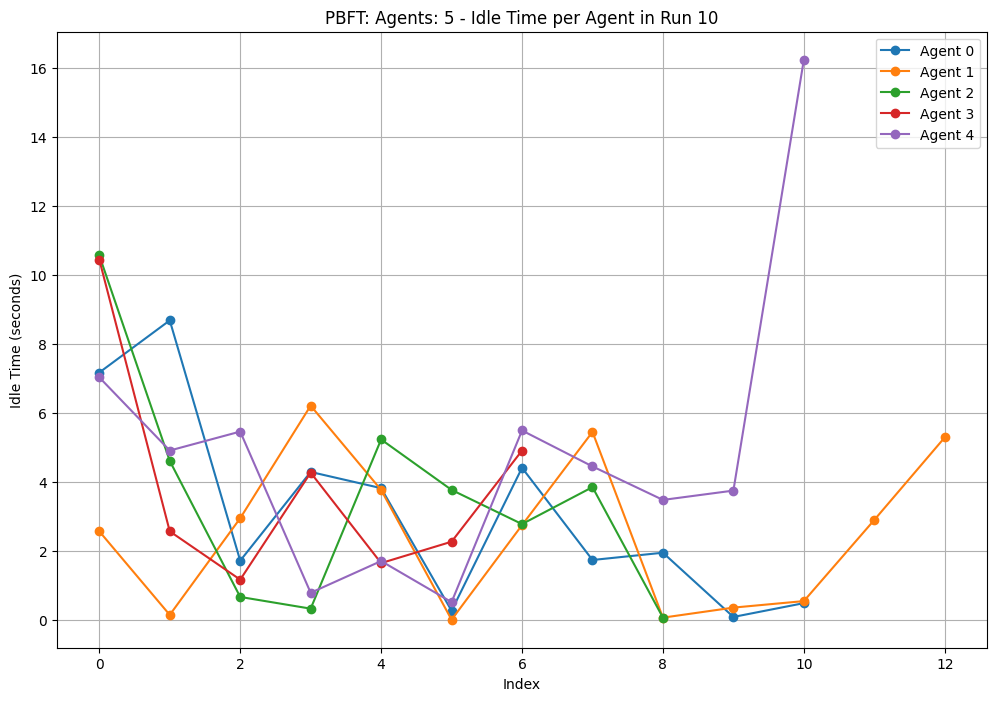 PBFT: Agents: 5 - Idle Time per Agent in Run 10
Agent 0
Agent 1
Agent 2
Agent 3
Agent 4
Idle Time (seconds)
16
14
12
10
8
6
4
2
0
0 2 4 6 8 10 12
Index